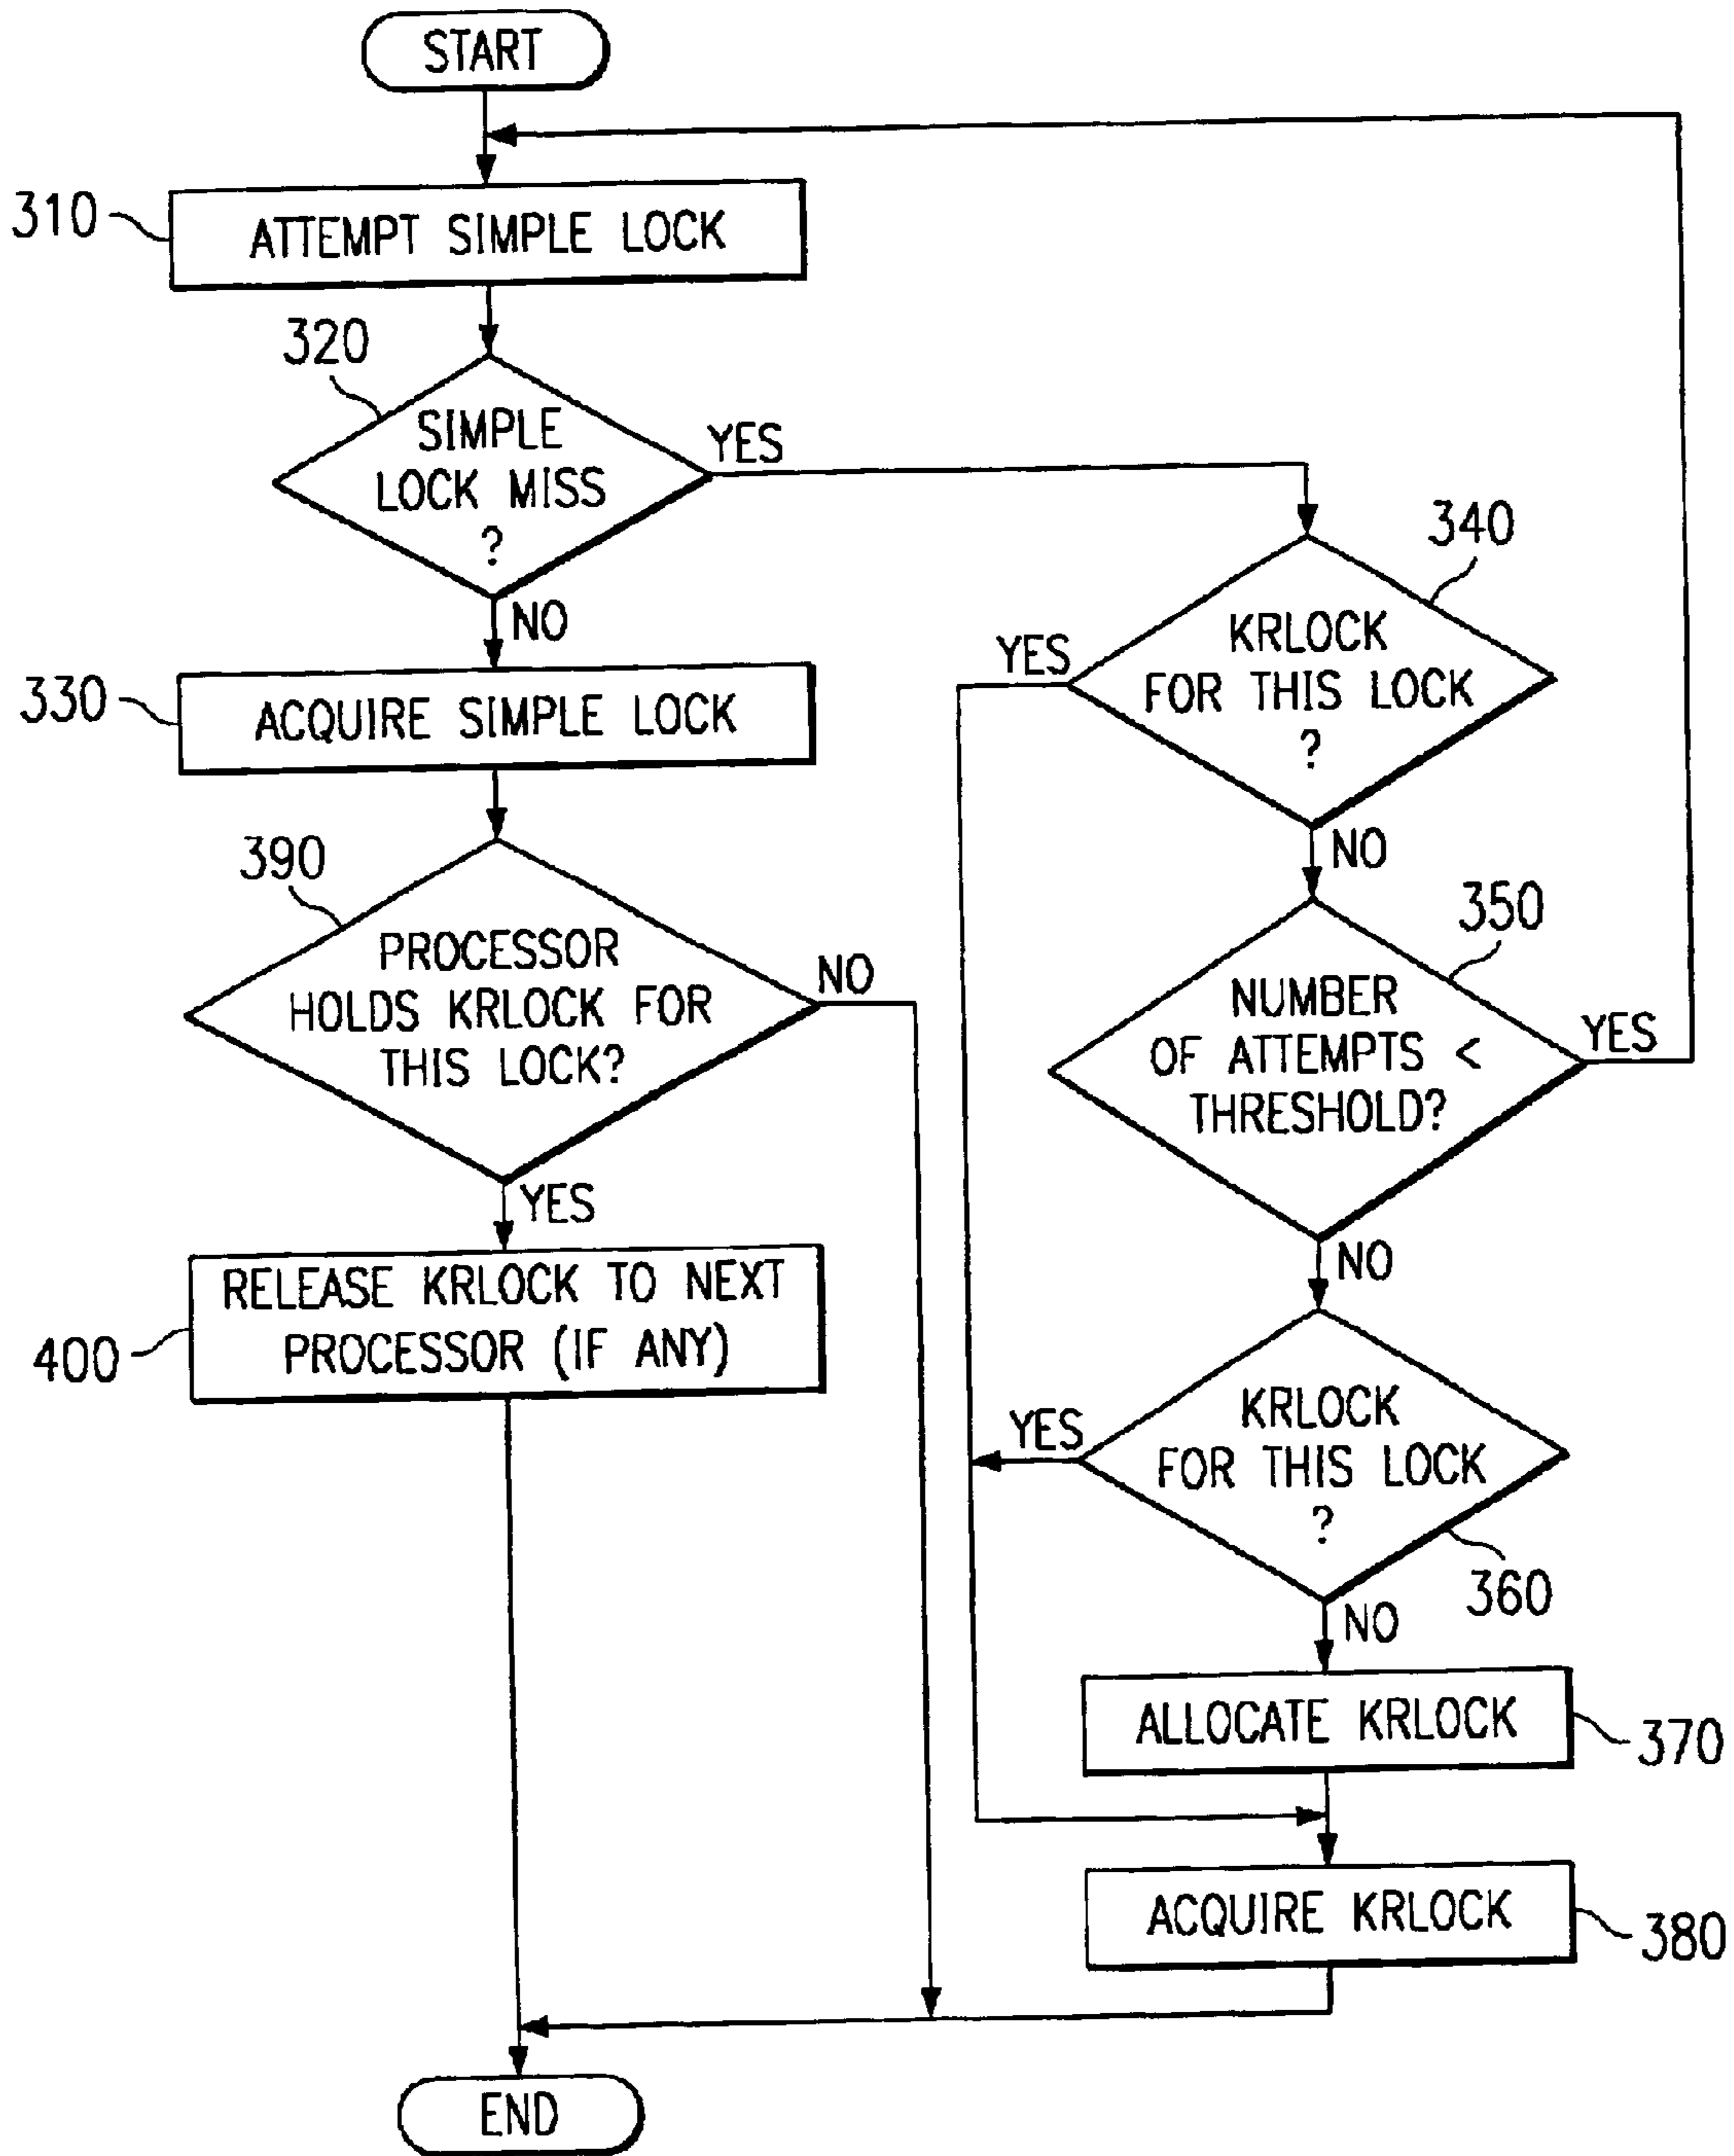 START
310
ATTEMPT SIMPLE LOCK
320
SIMPLE
LOCK MISS
?
YES
NO
330
ACQUIRE SIMPLE LOCK
340
KRLOCK
FOR THIS LOCK
?
YES
NO
390
PROCESSOR
HOLDS KRLOCK FOR
THIS LOCK?
NO
YES
350
NUMBER
OF ATTEMPTS <
THRESHOLD?
YES
NO
400
RELEASE KRLOCK TO NEXT
PROCESSOR (IF ANY)
KRLOCK
FOR THIS LOCK
?
YES
360
NO
ALLOCATE KRLOCK
370
ACQUIRE KRLOCK
380
END